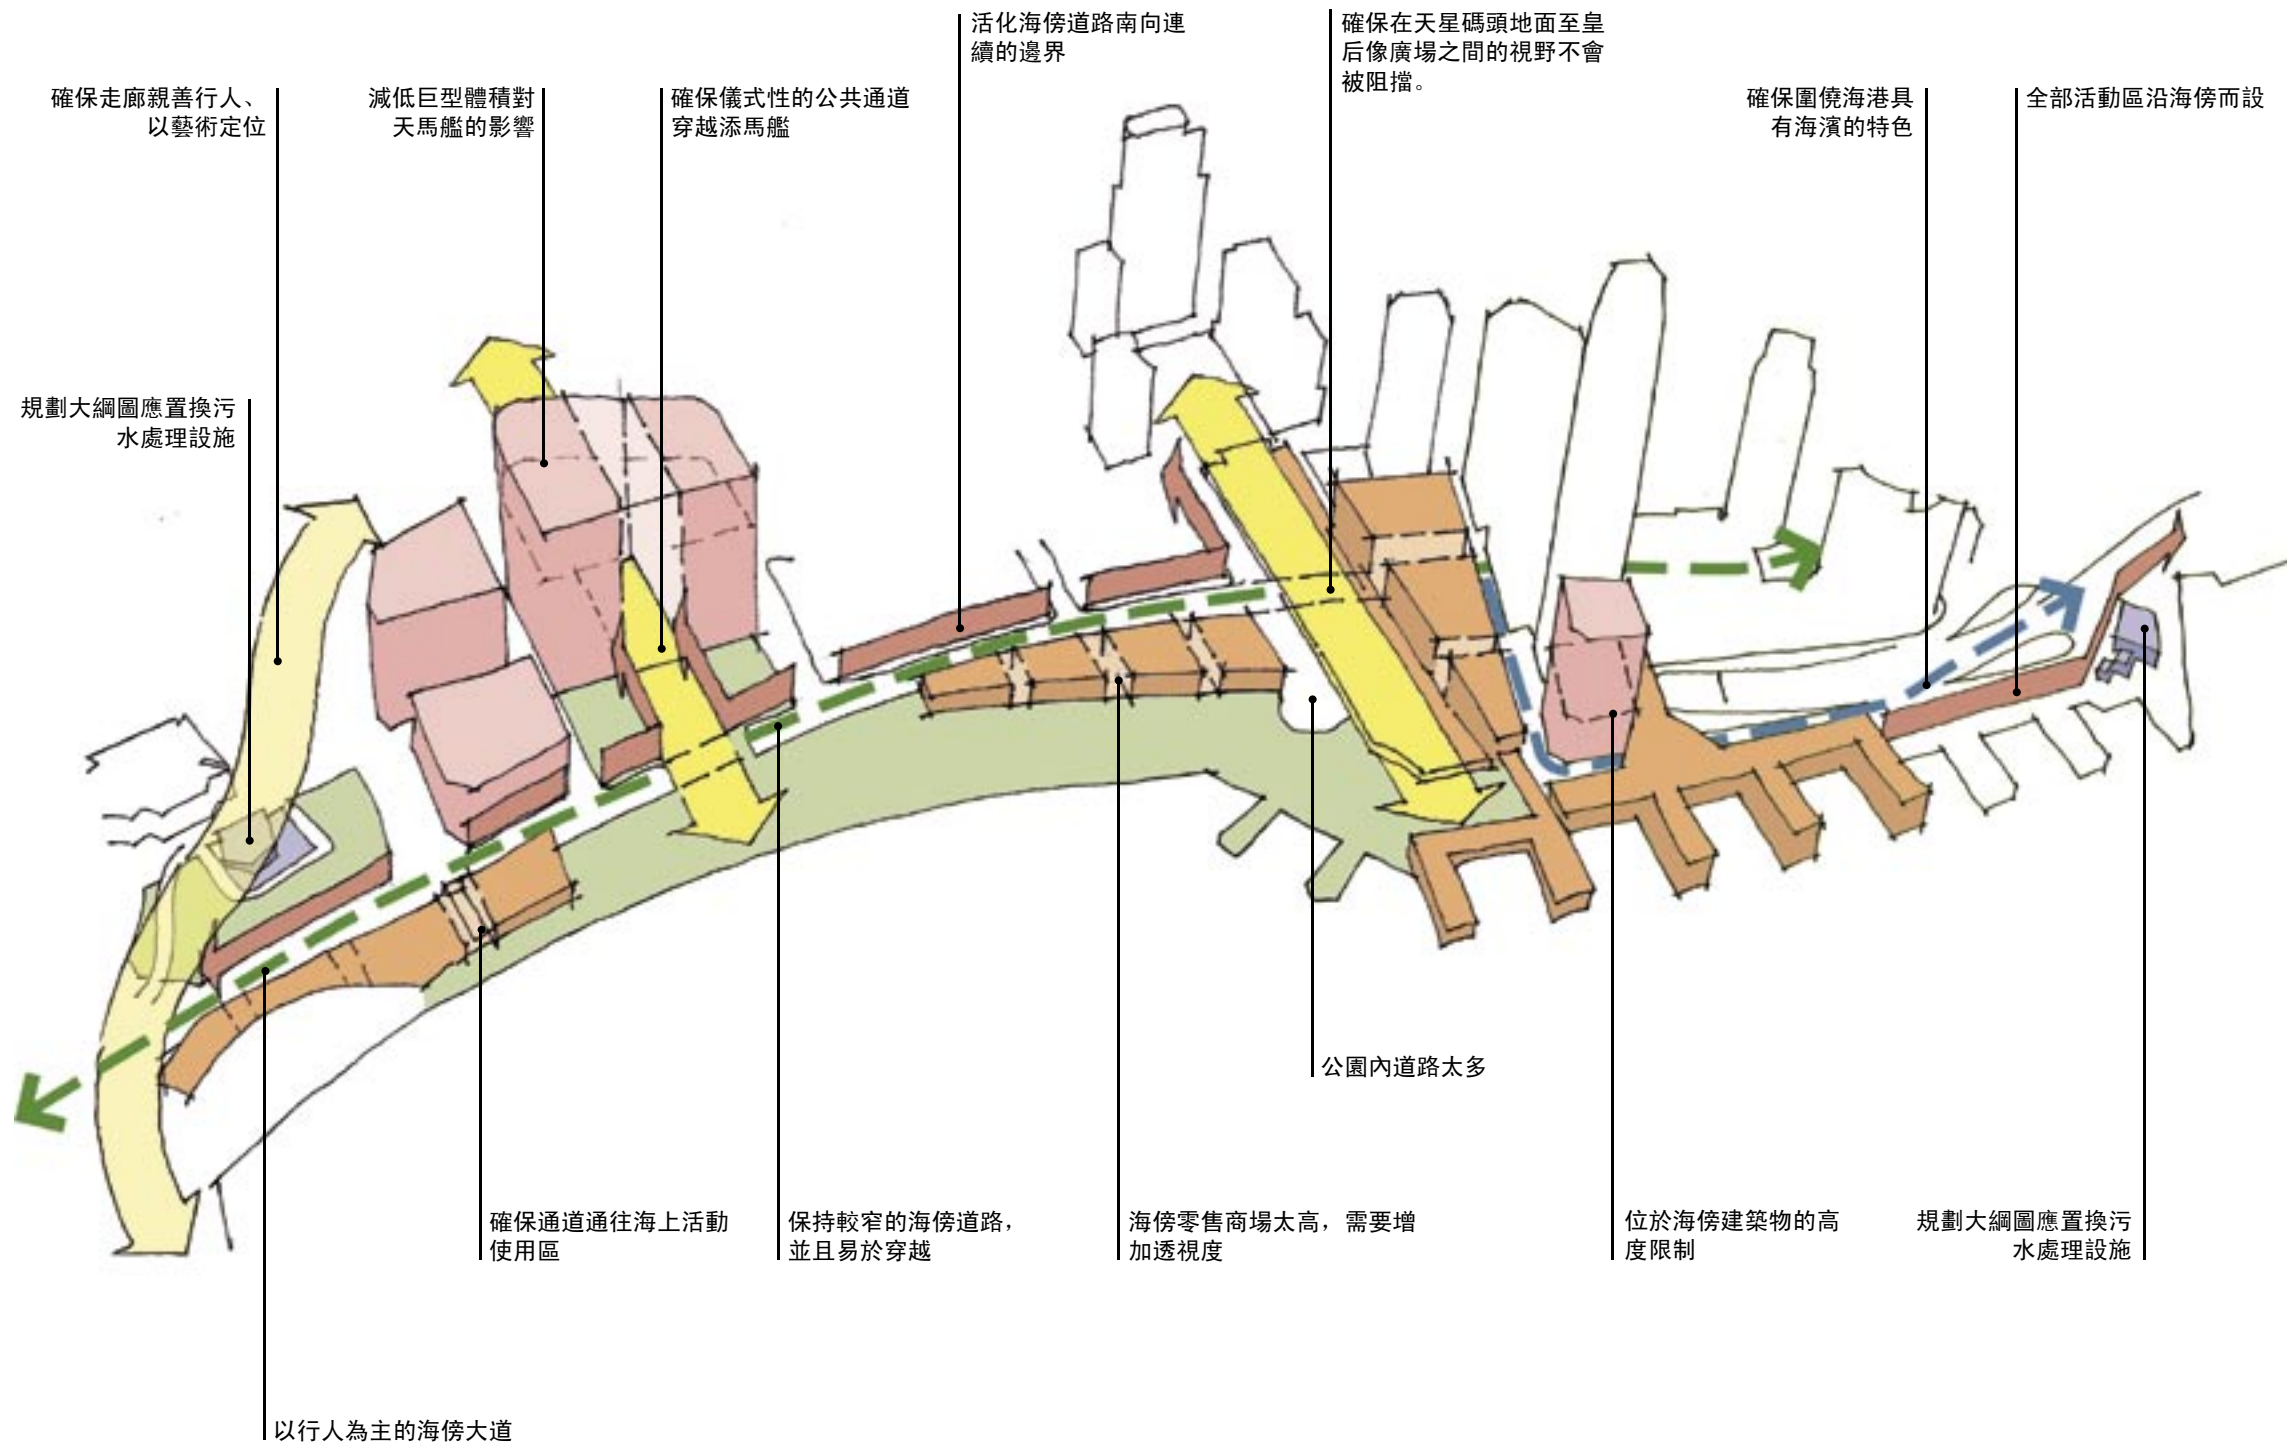 活化海傍道路南向連
續的邊界
確保在天星碼頭地面至皇
后像廣場之間的視野不會
被阻擋。
確保走廊親善行人、
以藝術定位
減低巨型體積對
天馬艦的影響
確保儀式性的公共通道
穿越添馬艦
確保圍僥海港具
有海濱的特色
全部活動區沿海傍而設
規劃大綱圖應置換污
水處理設施
公園內道路太多
確保通道通往海上活動
使用區
保持較窄的海傍道路，
並且易於穿越
海傍零售商場太高，需要增
加透視度
位於海傍建築物的高
度限制
規劃大綱圖應置換污
水處理設施
以行人為主的海傍大道